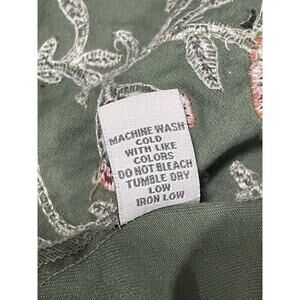 MACHINE WASH
COLD
WITH LIKE
COLORS
DO NOT BLEACH
TUMBLE DRY
LOW
IRON LOW